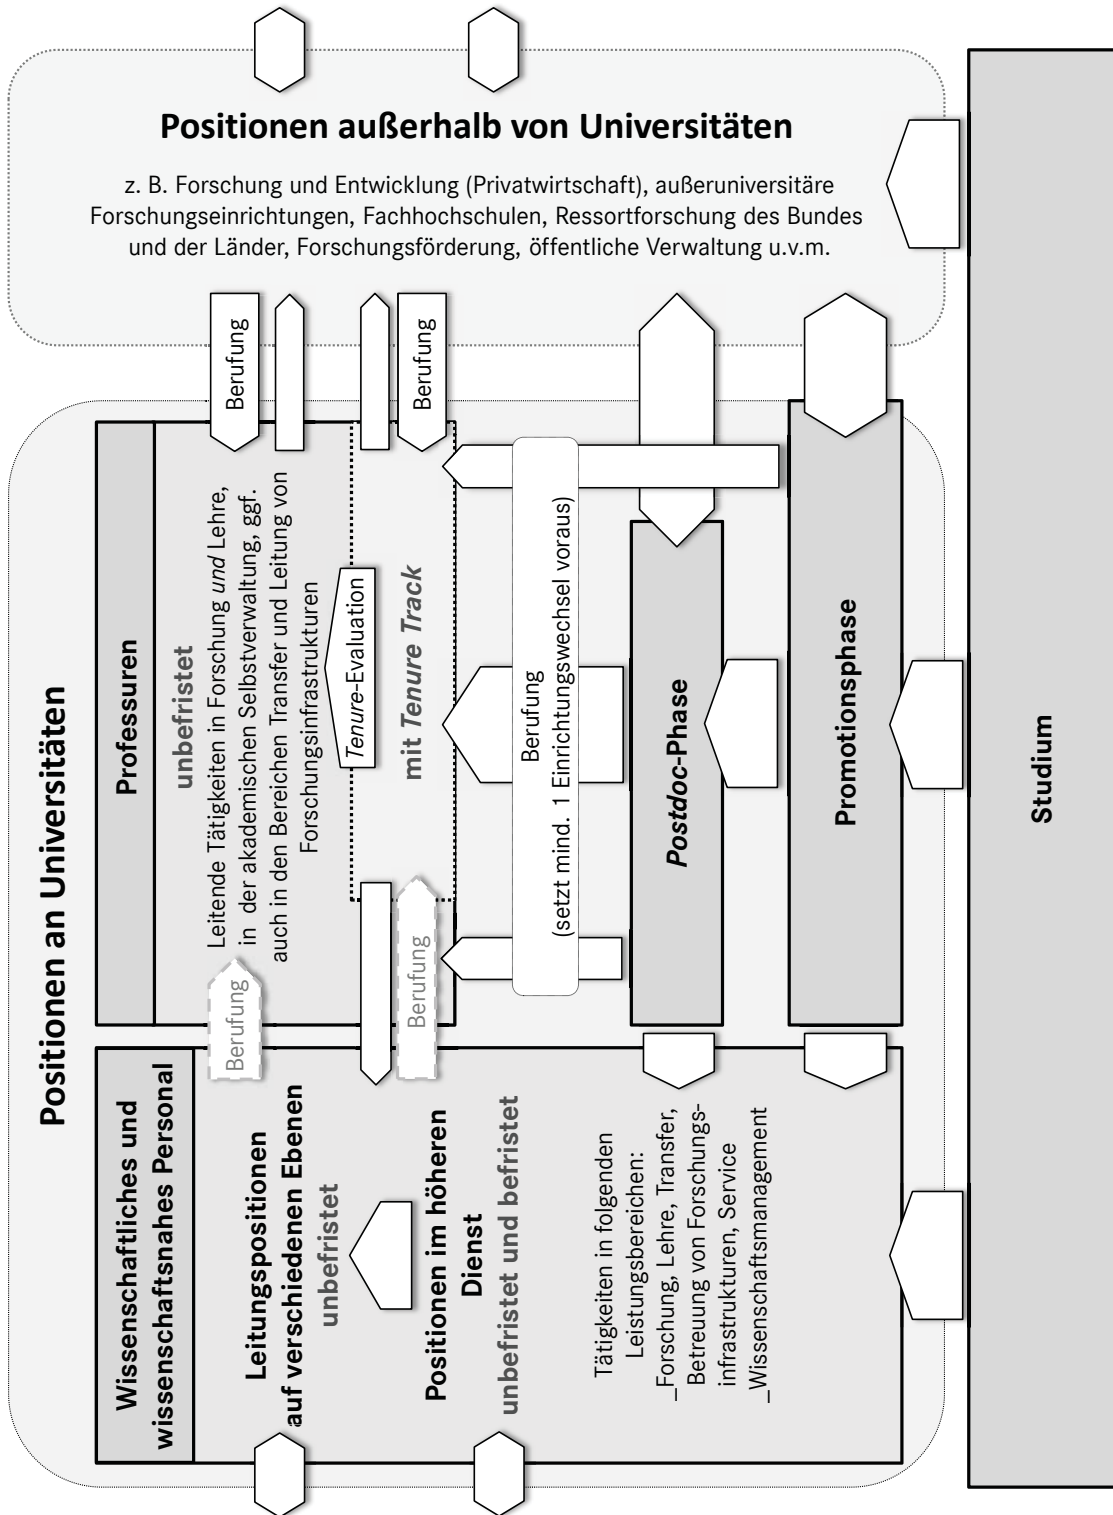 Positionen an Universitäten
Wissenschaftliches und
wissenschaftsnahes Personal
Leitungspositionen
auf verschiedenen Ebenen
unbefristet
Positionen im höheren
Dienst
unbefristet und befristet
Tätigkeiten in folgenden
Leistungsbereichen:
_Forschung, Lehre, Transfer,
Betreuung von Forschungs-
infrastrukturen, Service
_Wissenschaftsmanagement
Berufung
Berufung
Professuren
unbefristet
Leitende Tätigkeiten in Forschung und Lehre,
in der akademischen Selbstverwaltung, ggf.
auch in den Bereichen Transfer und Leitung von
Forschungsinfrastrukturen
Tenure-Evaluation
mit Tenure Track
Berufung
(setzt mind. 1 Einrichtungswechsel voraus)
Postdoc-Phase
Promotionsphase
Berufung
Berufung
Positionen außerhalb von Universitäten
z. B. Forschung und Entwicklung (Privatwirtschaft), außeruniversitäre
Forschungseinrichtungen, Fachhochschulen, Ressortforschung des Bundes
und der Länder, Forschungsförderung, öffentliche Verwaltung u.v.m.
Studium